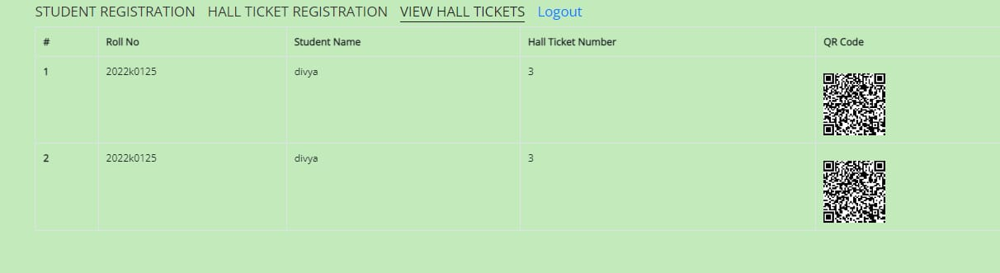 STUDENT REGISTRATION HALL TICKET REGISTRATION VIEW HALL TICKETS Logout
# Roll No Student Name Hall Ticket Number QR Code
1 2022k0125 divya 3
2 2022k0125 divya 3